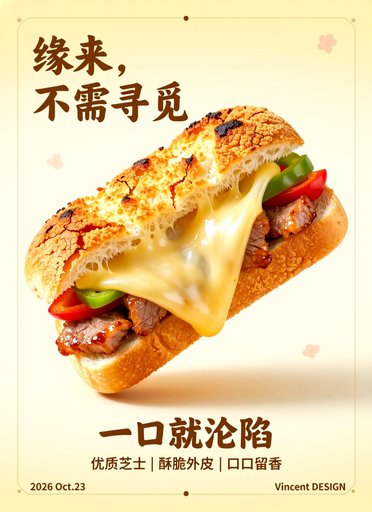 缘来，
不需寻觅
一口就沦陷
优质芝士 | 酥脆外皮 | 口口留香
2026 Oct.23
Vincent DESIGN